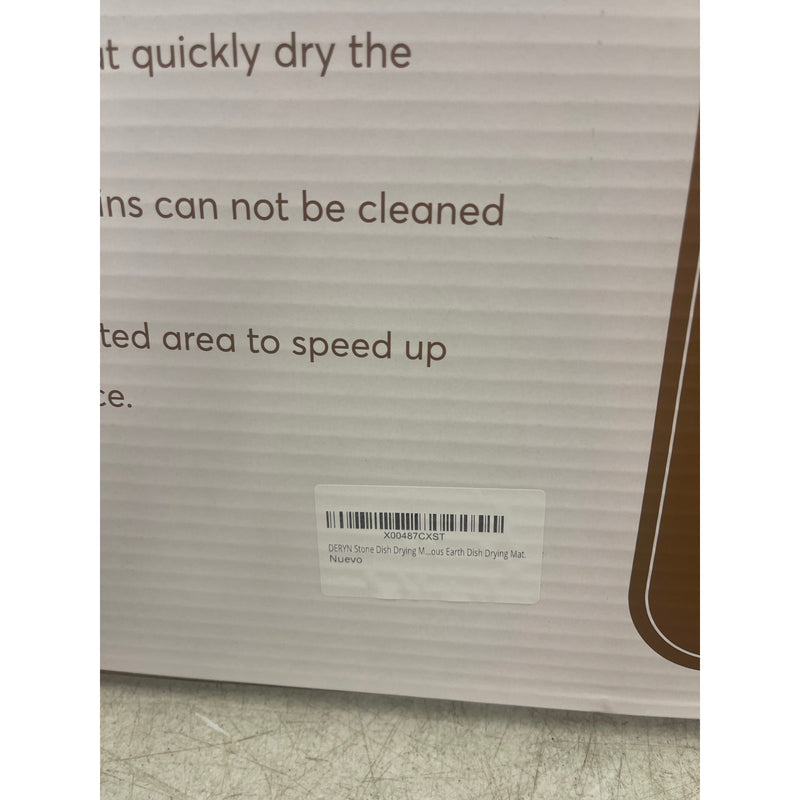 at quickly dry the
ins can not be cleaned
ted area to speed up
ce.
X00487CXST
DERYN Stone Dish Drying M...ous Earth Dish Drying Mat.
Nuevo